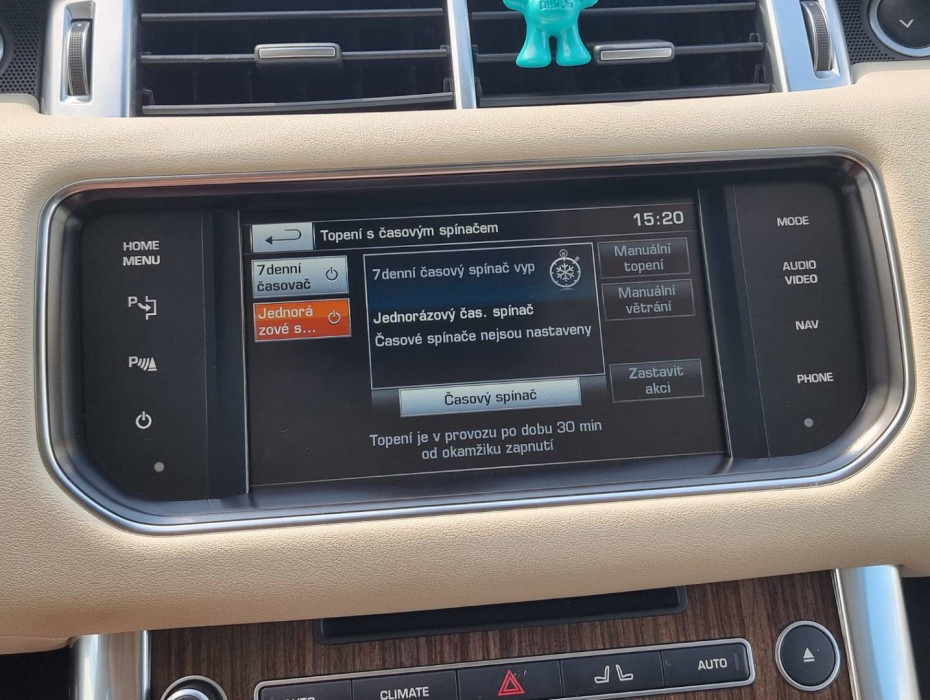 HOME
MENU
Topení s časovým spínačem
15:20
7denní
časovač
Jednorá
zové s...
7denní časový spínač vyp
Jednorázový čas. spínač
Časové spínače nejsou nastaveny
Časový spínač
Topení je v provozu po dobu 30 min
od okamžiku zapnutí
Manuální
topení
Manuální
větrání
Zastavit
akci
MODE
AUDIO
VIDEO
NAV
PHONE
P
P
AUTO
CLIMATE
AUTO